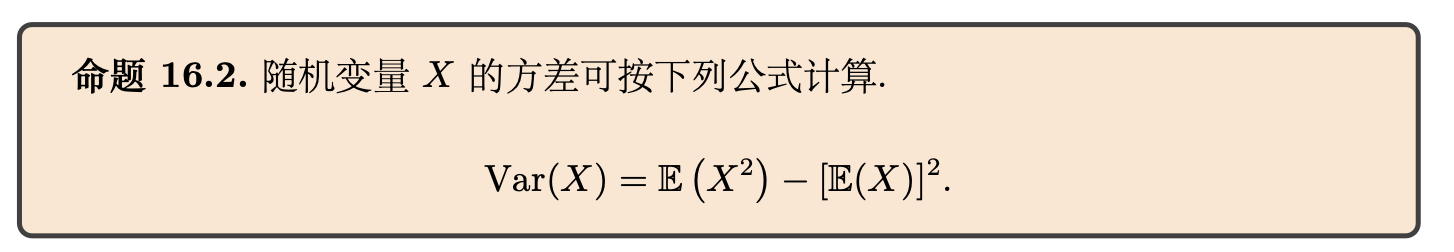 命题 16.2. 随机变量 X 的方差可按下列公式计算.
Var(X) = 𝔼 (X²) − [𝔼(X)]².